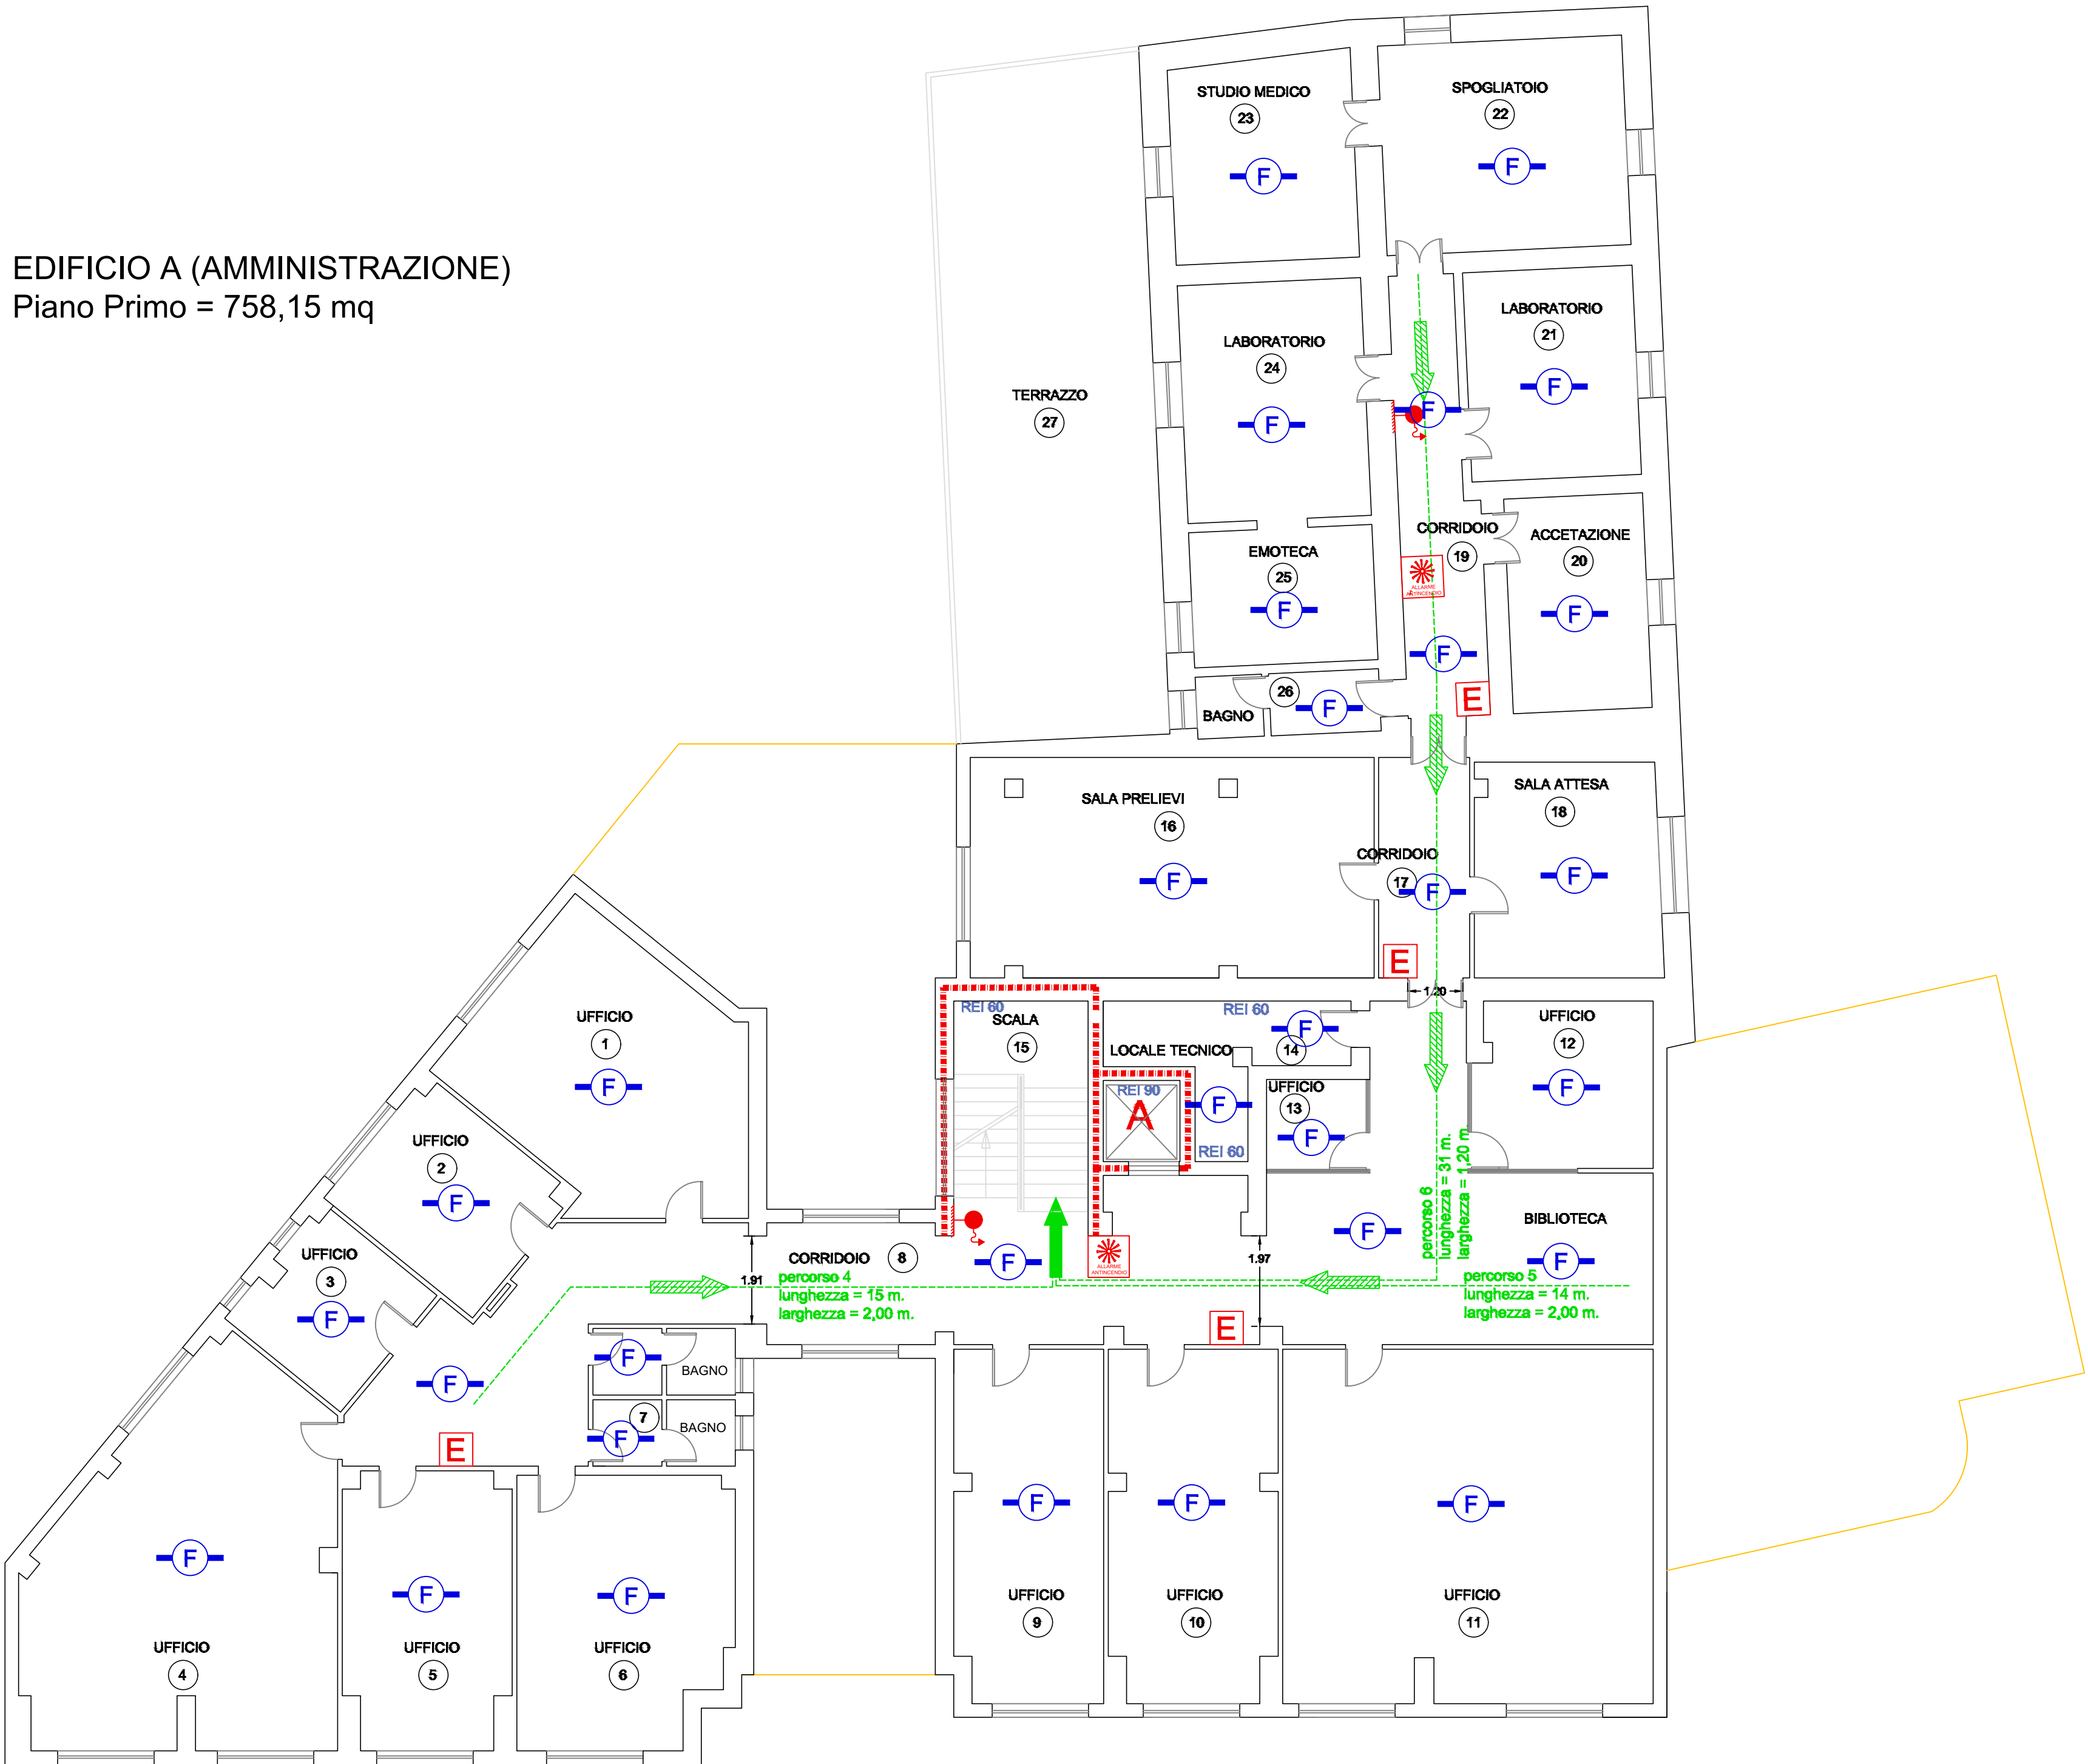 EDIFICIO A (AMMINISTRAZIONE)
Piano Primo = 758,15 mq
STUDIO MEDICO
23
F
SPOGLIATOIO
22
F
LABORATORIO
21
F
LABORATORIO
24
F
F
TERRAZZO
27
CORRIDOIO
19
ACCETAZIONE
20
F
EMOTECA
25
F
ALLARME
ANTINCENDIO
F
E
26
F
BAGNO
SALA PRELIEVI
16
F
SALA ATTESA
18
F
CORRIDOIO
17
F
E
1.20
REI 60
SCALA
15
REI 60
F
14
LOCALE TECNICO
REI 90
A
F
REI 60
UFFICIO
13
F
UFFICIO
12
F
UFFICIO
1
F
UFFICIO
2
F
UFFICIO
3
F
percorso 6
lunghezza = 31 m.
larghezza = 1,20 m.
BIBLIOTECA
F
F
CORRIDOIO
8
F
ALLARME
ANTINCENDIO
1.91
1.97
percorso 4
lunghezza = 15 m.
larghezza = 2,00 m.
percorso 5
lunghezza = 14 m.
larghezza = 2,00 m.
E
F
F
BAGNO
7
F
BAGNO
E
F
UFFICIO
4
F
UFFICIO
5
F
UFFICIO
6
F
UFFICIO
9
F
UFFICIO
10
F
UFFICIO
11